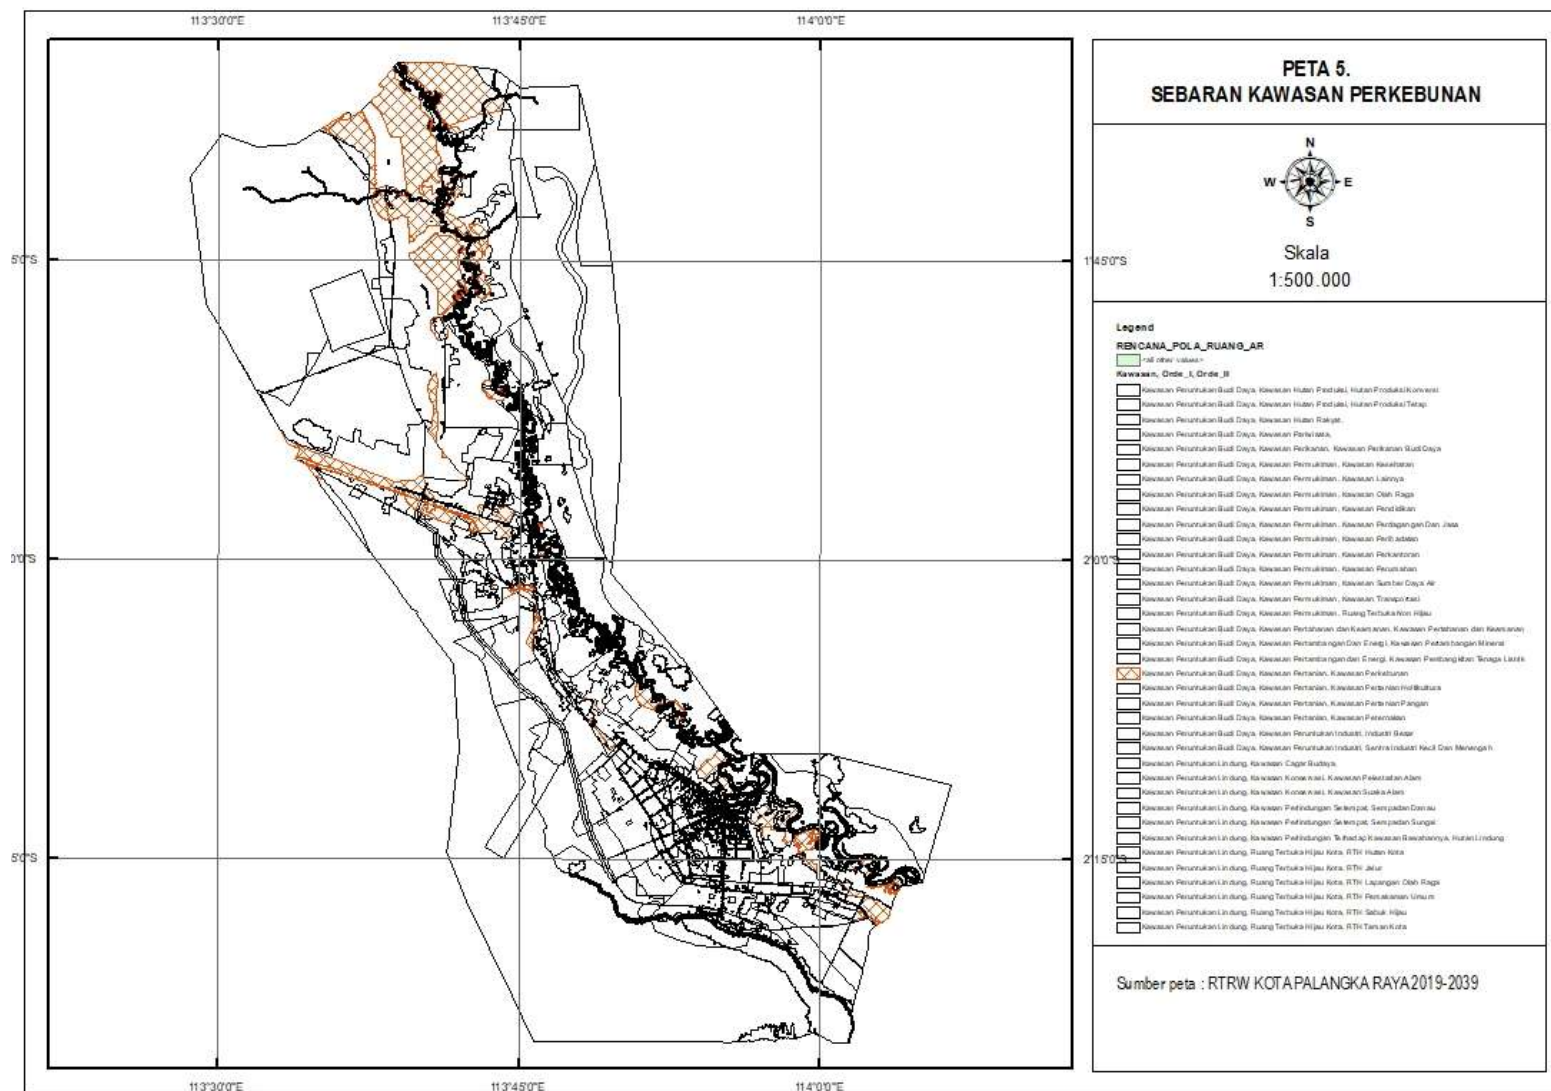 113°30'0"E
113°45'0"E
114°0'0"E
5'0"S
0'0"S
5'0"S
1°45'0"S
2°0'0"S
2°15'0"S
113°30'0"E
113°45'0"E
114°0'0"E
PETA 5.
SEBARAN KAWASAN PERKEBUNAN
N
W
E
S
Skala
1:500.000
Legend
RENCANA_POLA_RUANG_AR
<all other values>
Kawasan, Orde_I, Orde_II
Kawasan Peruntukan Budi Daya, Kawasan Hutan Produksi, Hutan Produksi Konversi
Kawasan Peruntukan Budi Daya, Kawasan Hutan Produksi, Hutan Produksi Tetap
Kawasan Peruntukan Budi Daya, Kawasan Hutan Rakyat,
Kawasan Peruntukan Budi Daya, Kawasan Pariwisata,
Kawasan Peruntukan Budi Daya, Kawasan Perikanan, Kawasan Perikanan Budi Daya
Kawasan Peruntukan Budi Daya, Kawasan Permukiman, Kawasan Kesehatan
Kawasan Peruntukan Budi Daya, Kawasan Permukiman, Kawasan Lainnya
Kawasan Peruntukan Budi Daya, Kawasan Permukiman, Kawasan Olah Raga
Kawasan Peruntukan Budi Daya, Kawasan Permukiman, Kawasan Pendidikan
Kawasan Peruntukan Budi Daya, Kawasan Permukiman, Kawasan Perdagangan Dan Jasa
Kawasan Peruntukan Budi Daya, Kawasan Permukiman, Kawasan Peribadatan
Kawasan Peruntukan Budi Daya, Kawasan Permukiman, Kawasan Perkantoran
Kawasan Peruntukan Budi Daya, Kawasan Permukiman, Kawasan Perumahan
Kawasan Peruntukan Budi Daya, Kawasan Permukiman, Kawasan Sumber Daya Air
Kawasan Peruntukan Budi Daya, Kawasan Permukiman, Kawasan Transportasi
Kawasan Peruntukan Budi Daya, Kawasan Permukiman, Ruang Terbuka Non Hijau
Kawasan Peruntukan Budi Daya, Kawasan Pertahanan dan Keamanan, Kawasan Pertahanan dan Keamanan
Kawasan Peruntukan Budi Daya, Kawasan Pertambangan Dan Energi, Kawasan Pertambangan Mineral
Kawasan Peruntukan Budi Daya, Kawasan Pertambangan dan Energi, Kawasan Pembangkitan Tenaga Listrik
Kawasan Peruntukan Budi Daya, Kawasan Pertanian, Kawasan Perkebunan
Kawasan Peruntukan Budi Daya, Kawasan Pertanian, Kawasan Pertanian Holtikultura
Kawasan Peruntukan Budi Daya, Kawasan Pertanian, Kawasan Pertanian Pangan
Kawasan Peruntukan Budi Daya, Kawasan Pertanian, Kawasan Peternakan
Kawasan Peruntukan Budi Daya, Kawasan Peruntukan Industri, Industri Besar
Kawasan Peruntukan Budi Daya, Kawasan Peruntukan Industri, Sentra Industri Kecil Dan Menengah
Kawasan Peruntukan Lindung, Kawasan Cagar Budaya,
Kawasan Peruntukan Lindung, Kawasan Konservasi, Kawasan Pelestarian Alam
Kawasan Peruntukan Lindung, Kawasan Konservasi, Kawasan Suaka Alam
Kawasan Peruntukan Lindung, Kawasan Perlindungan Setempat, Sempadan Danau
Kawasan Peruntukan Lindung, Kawasan Perlindungan Setempat, Sempadan Sungai
Kawasan Peruntukan Lindung, Kawasan Perlindungan Terhadap Kawasan Bawahannya, Hutan Lindung
Kawasan Peruntukan Lindung, Ruang Terbuka Hijau Kota, RTH Hutan Kota
Kawasan Peruntukan Lindung, Ruang Terbuka Hijau Kota, RTH Jalur
Kawasan Peruntukan Lindung, Ruang Terbuka Hijau Kota, RTH Lapangan Olah Raga
Kawasan Peruntukan Lindung, Ruang Terbuka Hijau Kota, RTH Pemakaman Umum
Kawasan Peruntukan Lindung, Ruang Terbuka Hijau Kota, RTH Sabuk Hijau
Kawasan Peruntukan Lindung, Ruang Terbuka Hijau Kota, RTH Taman Kota
Sumber peta : RTRW KOTA PALANGKA RAYA 2019-2039